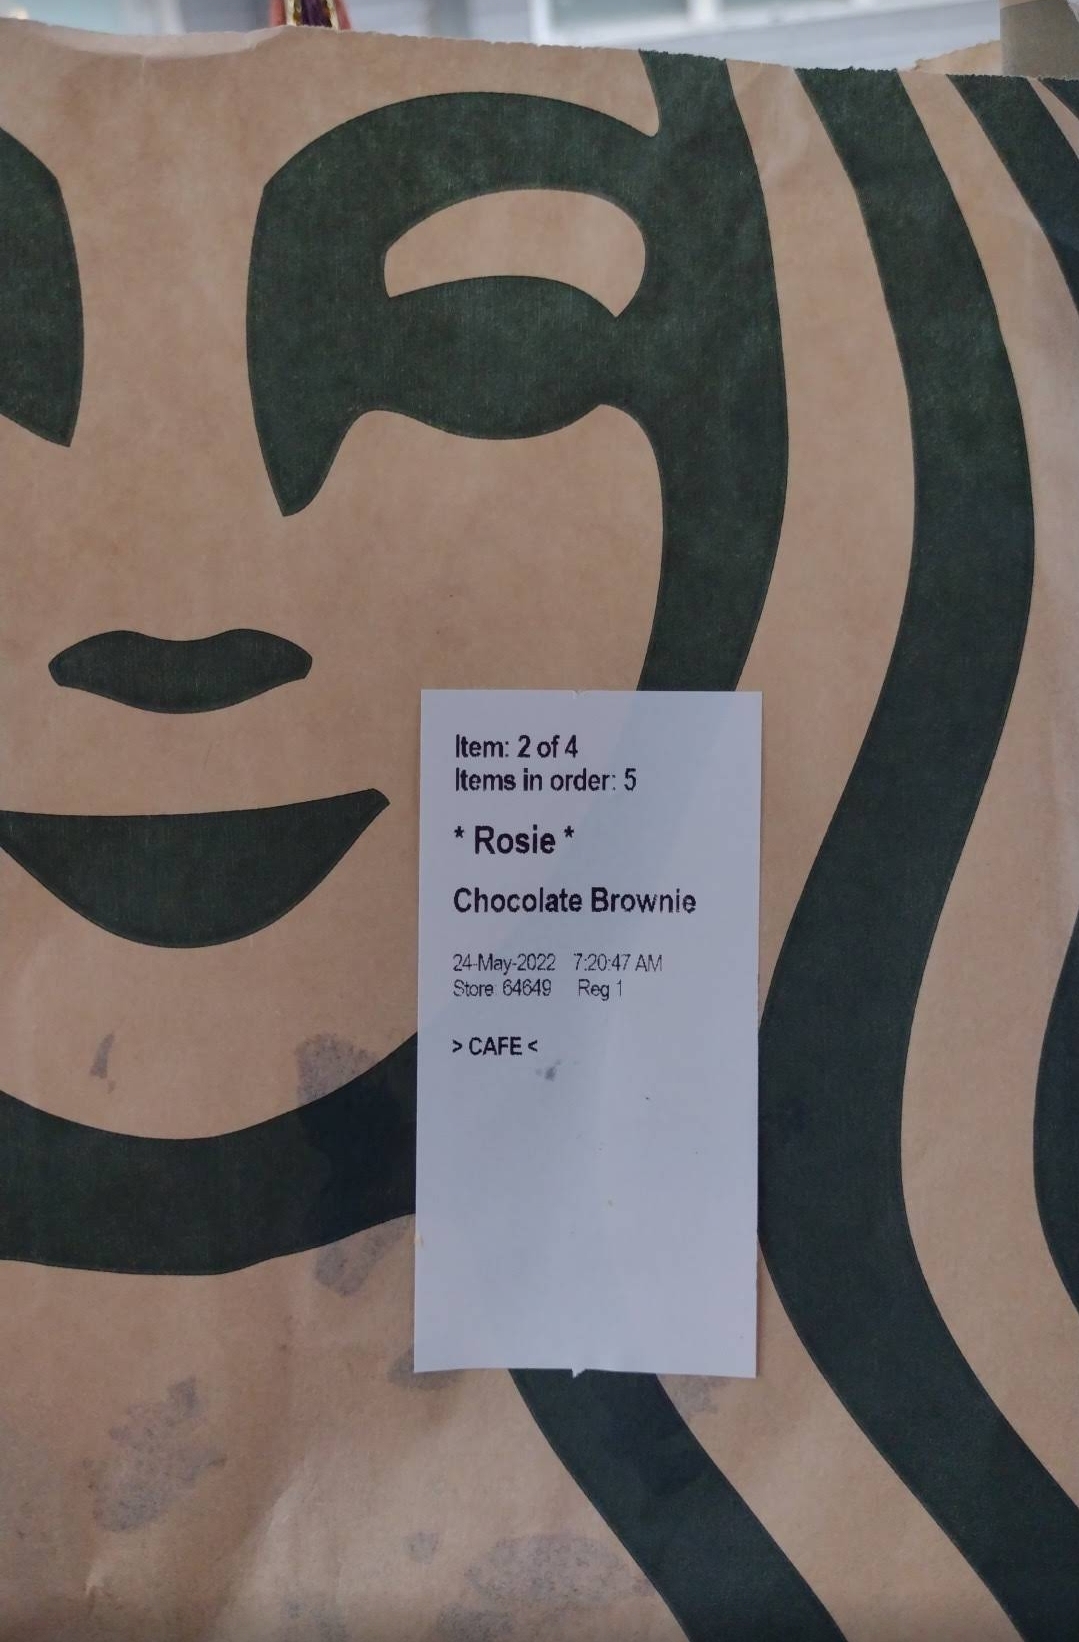 Item: 2 of 4
Items in order: 5
* Rosie *
Chocolate Brownie
24-May-2022 7:20:47 AM
Store: 64649 Reg 1
> CAFE <